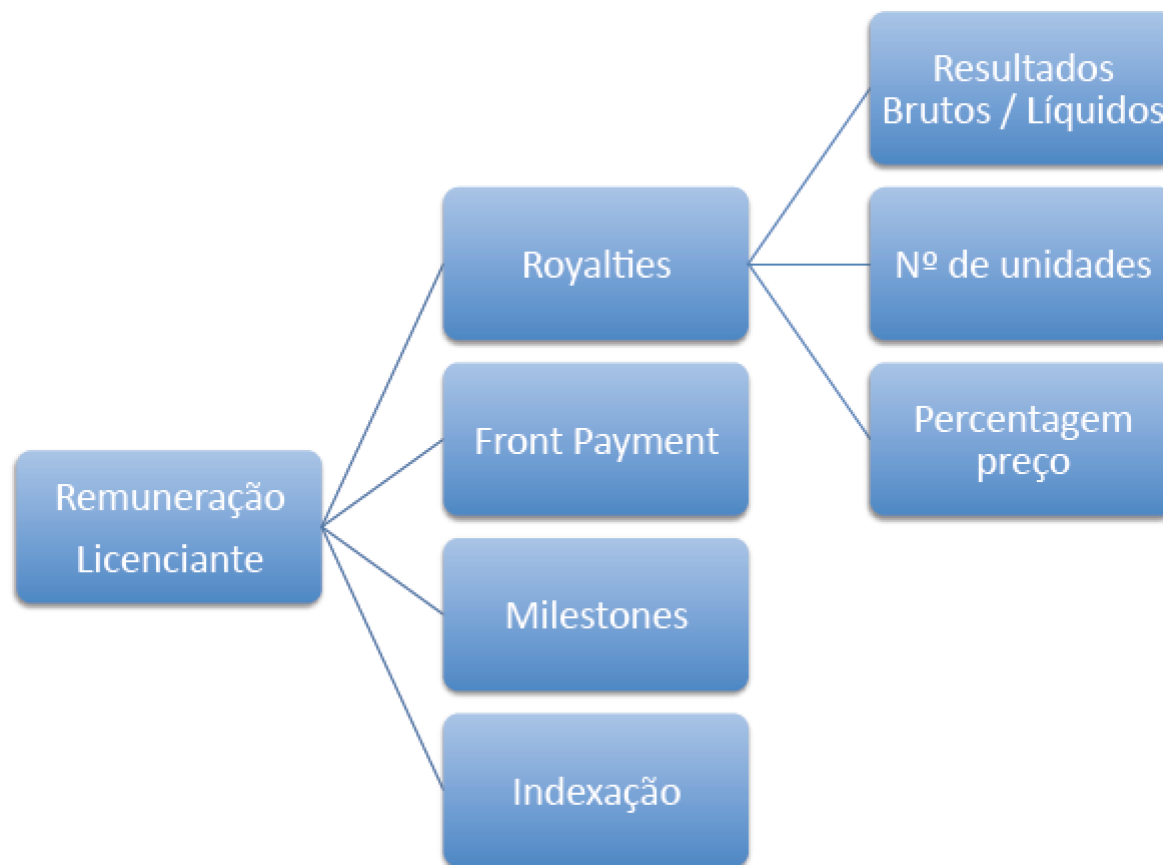 Remuneração
Licenciante
Royalties
Front Payment
Milestones
Indexação
Resultados
Brutos / Líquidos
Nº de unidades
Percentagem
preço